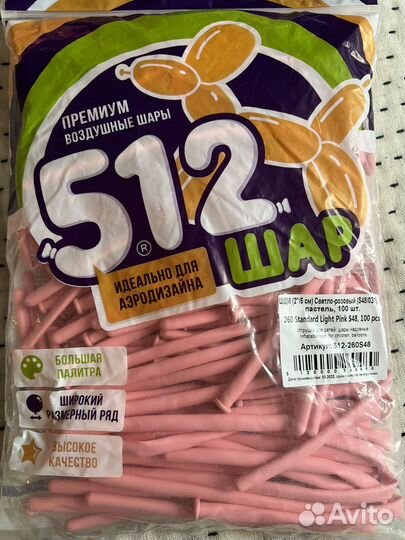 ПРЕМИУМ
ВОЗДУШНЫЕ ШАРЫ
512®
ШАР
ИДЕАЛЬНО ДЛЯ
АЭРОДИЗАЙНА
ШДМ (2"/5 см) Светло-розовый (S48/03
пастель, 100 шт.
260 Standard Light Pink S48, 100 pcs
Артикул: 512-260S48
БОЛЬШАЯ
ПАЛИТРА
ШИРОКИЙ
РАЗМЕРНЫЙ РЯД
ВЫСОКОЕ
КАЧЕСТВО
Avito